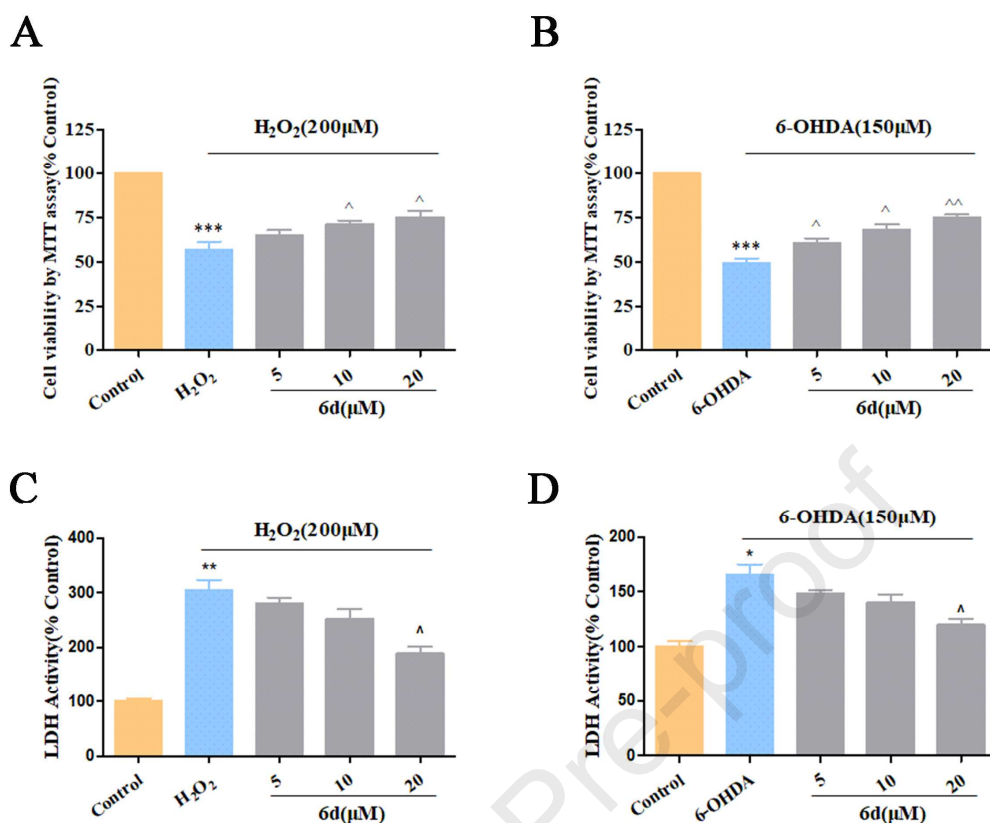 A
Cell viability by MTT assay(% Control)
H₂O₂(200μM)
125
100
75
50
25
0
***
^
^
Control
H₂O₂
5
10
20
6d(μM)
B
Cell viability by MTT assay(% Control)
6-OHDA(150μM)
125
100
75
50
25
0
***
^
^
^^
Control
6-OHDA
5
10
20
6d(μM)
C
LDH Activity(% Control)
H₂O₂(200μM)
400
300
200
100
0
**
^
Control
H₂O₂
5
10
20
6d(μM)
D
LDH Activity(% Control)
6-OHDA(150μM)
200
150
100
50
0
*
^
Control
6-OHDA
5
10
20
6d(μM)
Pre-proof